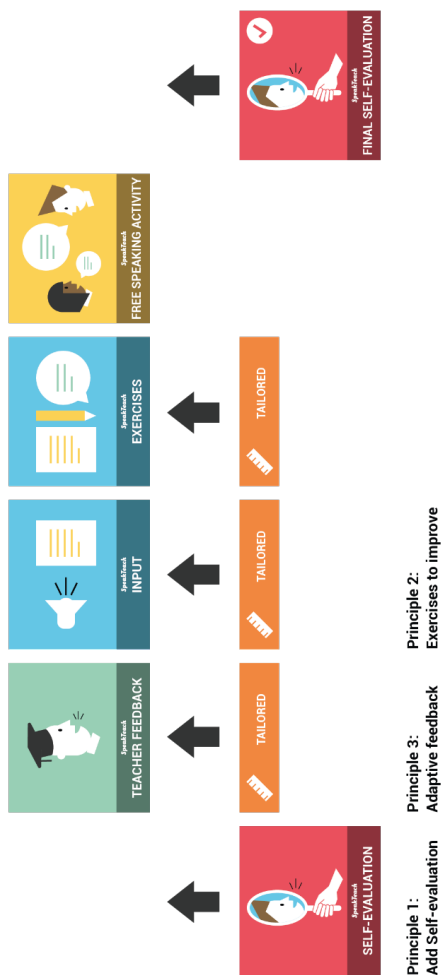 SpeakTeach
TEACHER FEEDBACK
SpeakTeach
INPUT
SpeakTeach
EXERCISES
SpeakTeach
FREE SPEAKING ACTIVITY
SpeakTeach
SELF-EVALUATION
TAILORED
TAILORED
TAILORED
SpeakTeach
FINAL SELF-EVALUATION
Principle 1:
Add Self-evaluation
Principle 3:
Adaptive feedback
Principle 2:
Exercises to improve